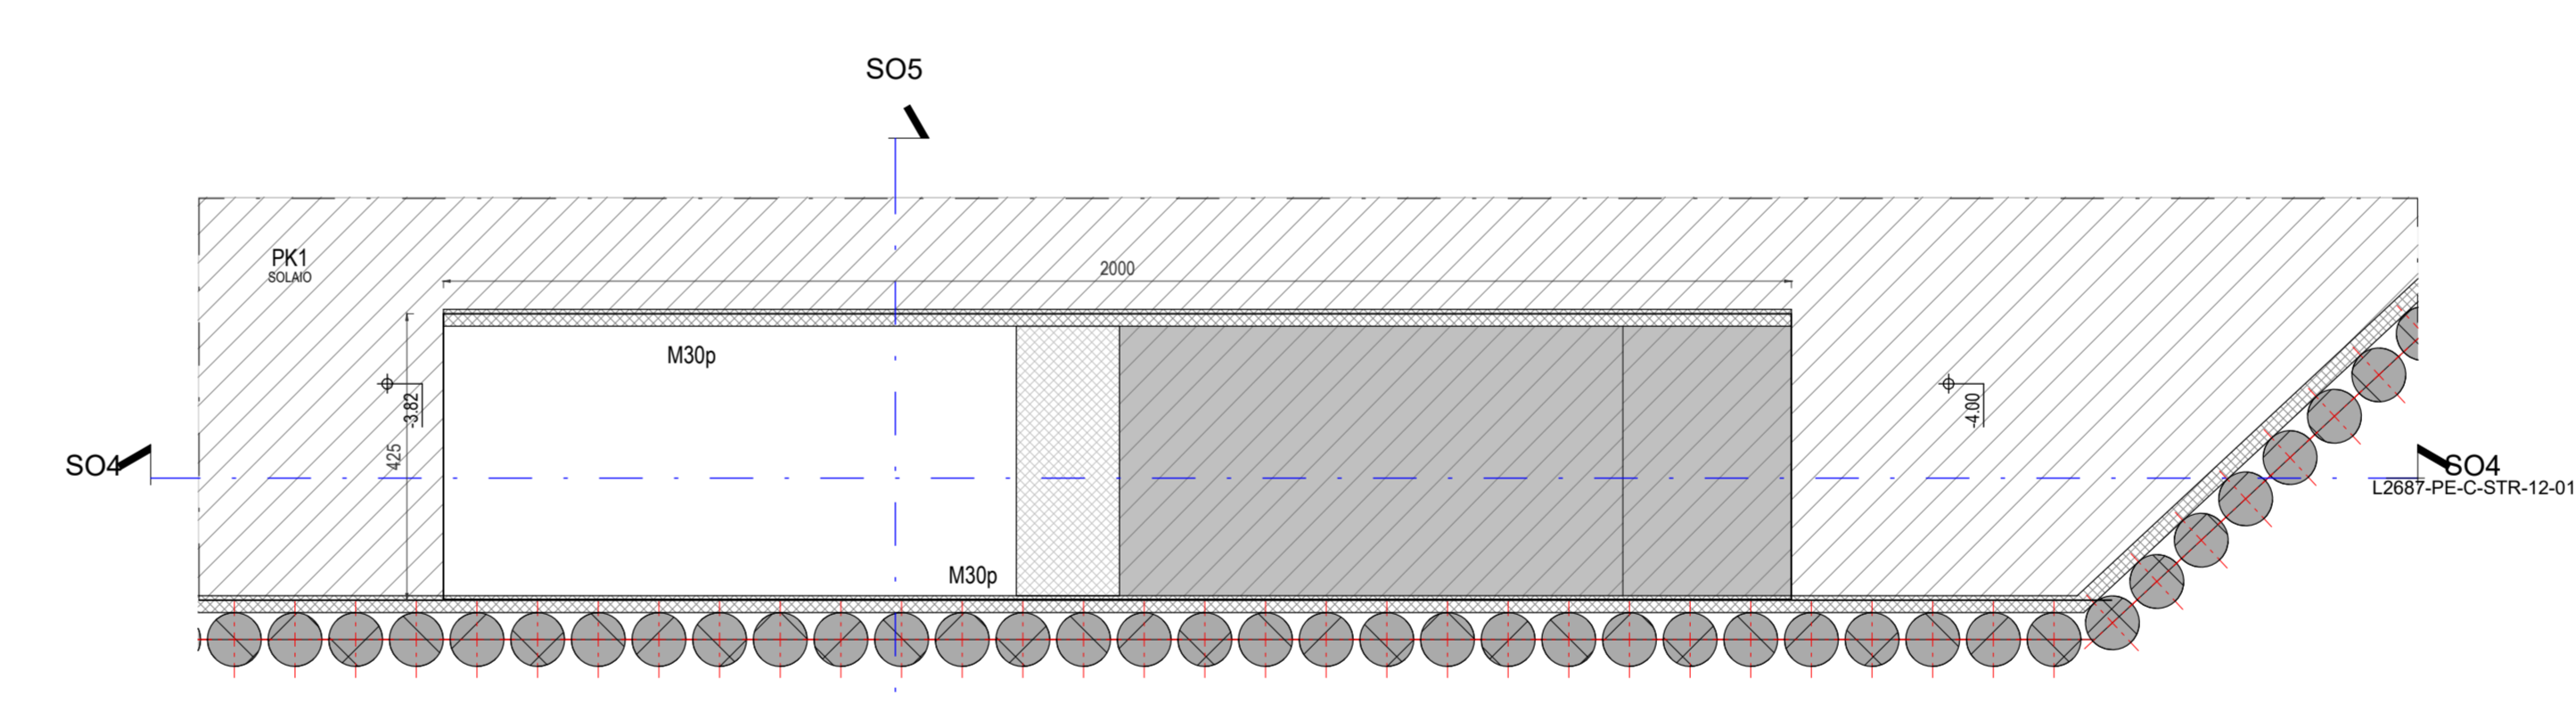 SO5
PK1
SOLAIO
2000
M30p
-3.82
-4.00
425
SO4
SO4
L2687-PE-C-STR-12-01
M30p